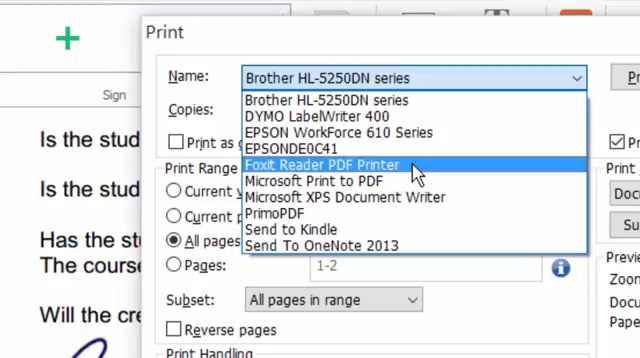 Print
Name: Brother HL-5250DN series
Sign
Brother HL-5250DN series
DYMO LabelWriter 400
EPSON WorkForce 610 Series
EPSONDE0C41
Foxit Reader PDF Printer
Microsoft Print to PDF
Microsoft XPS Document Writer
PrimoPDF
Send to Kindle
Send To OneNote 2013
Copies:
Print as
Print Range
Current
Current
All pages
Pages: 1-2
Subset: All pages in range
Reverse pages
Print Handling
Is the stud
Is the stud
Has the stu
The course
Will the cre
Print
Docu
Previe
Zoom
Docu
Paper